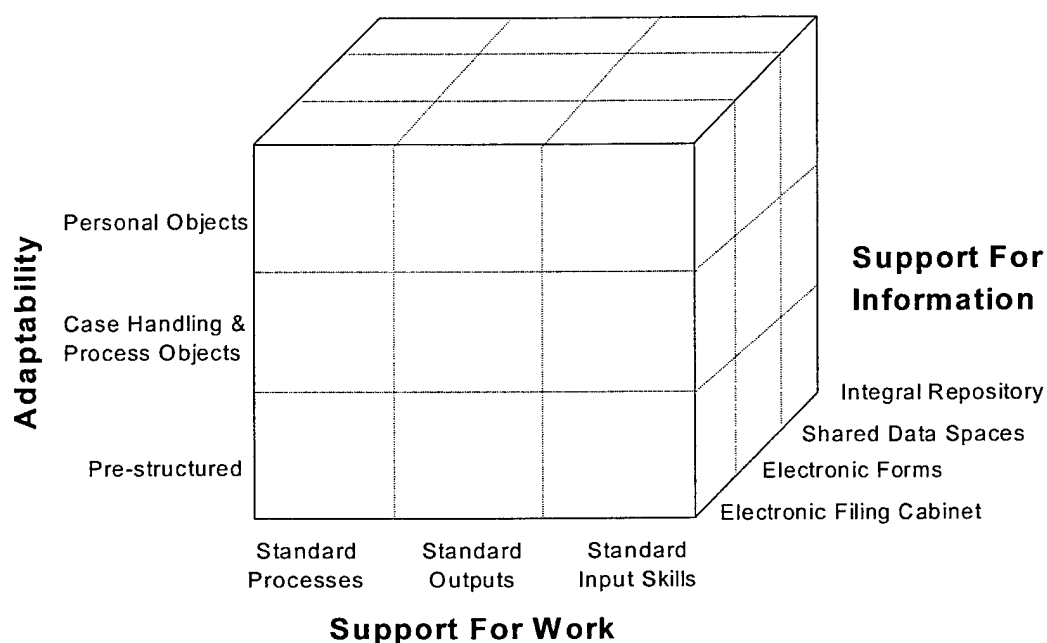 Adaptability
Personal Objects
Case Handling &
Process Objects
Pre-structured
Support For
Information
Integral Repository
Shared Data Spaces
Electronic Forms
Electronic Filing Cabinet
Standard
Processes
Standard
Outputs
Standard
Input Skills
Support For Work